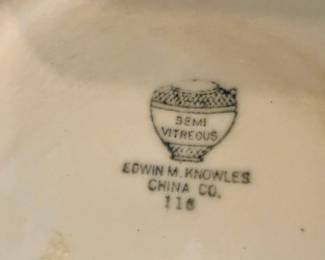 SEMI
VITREOUS
EDWIN M. KNOWLES
CHINA CO.
116